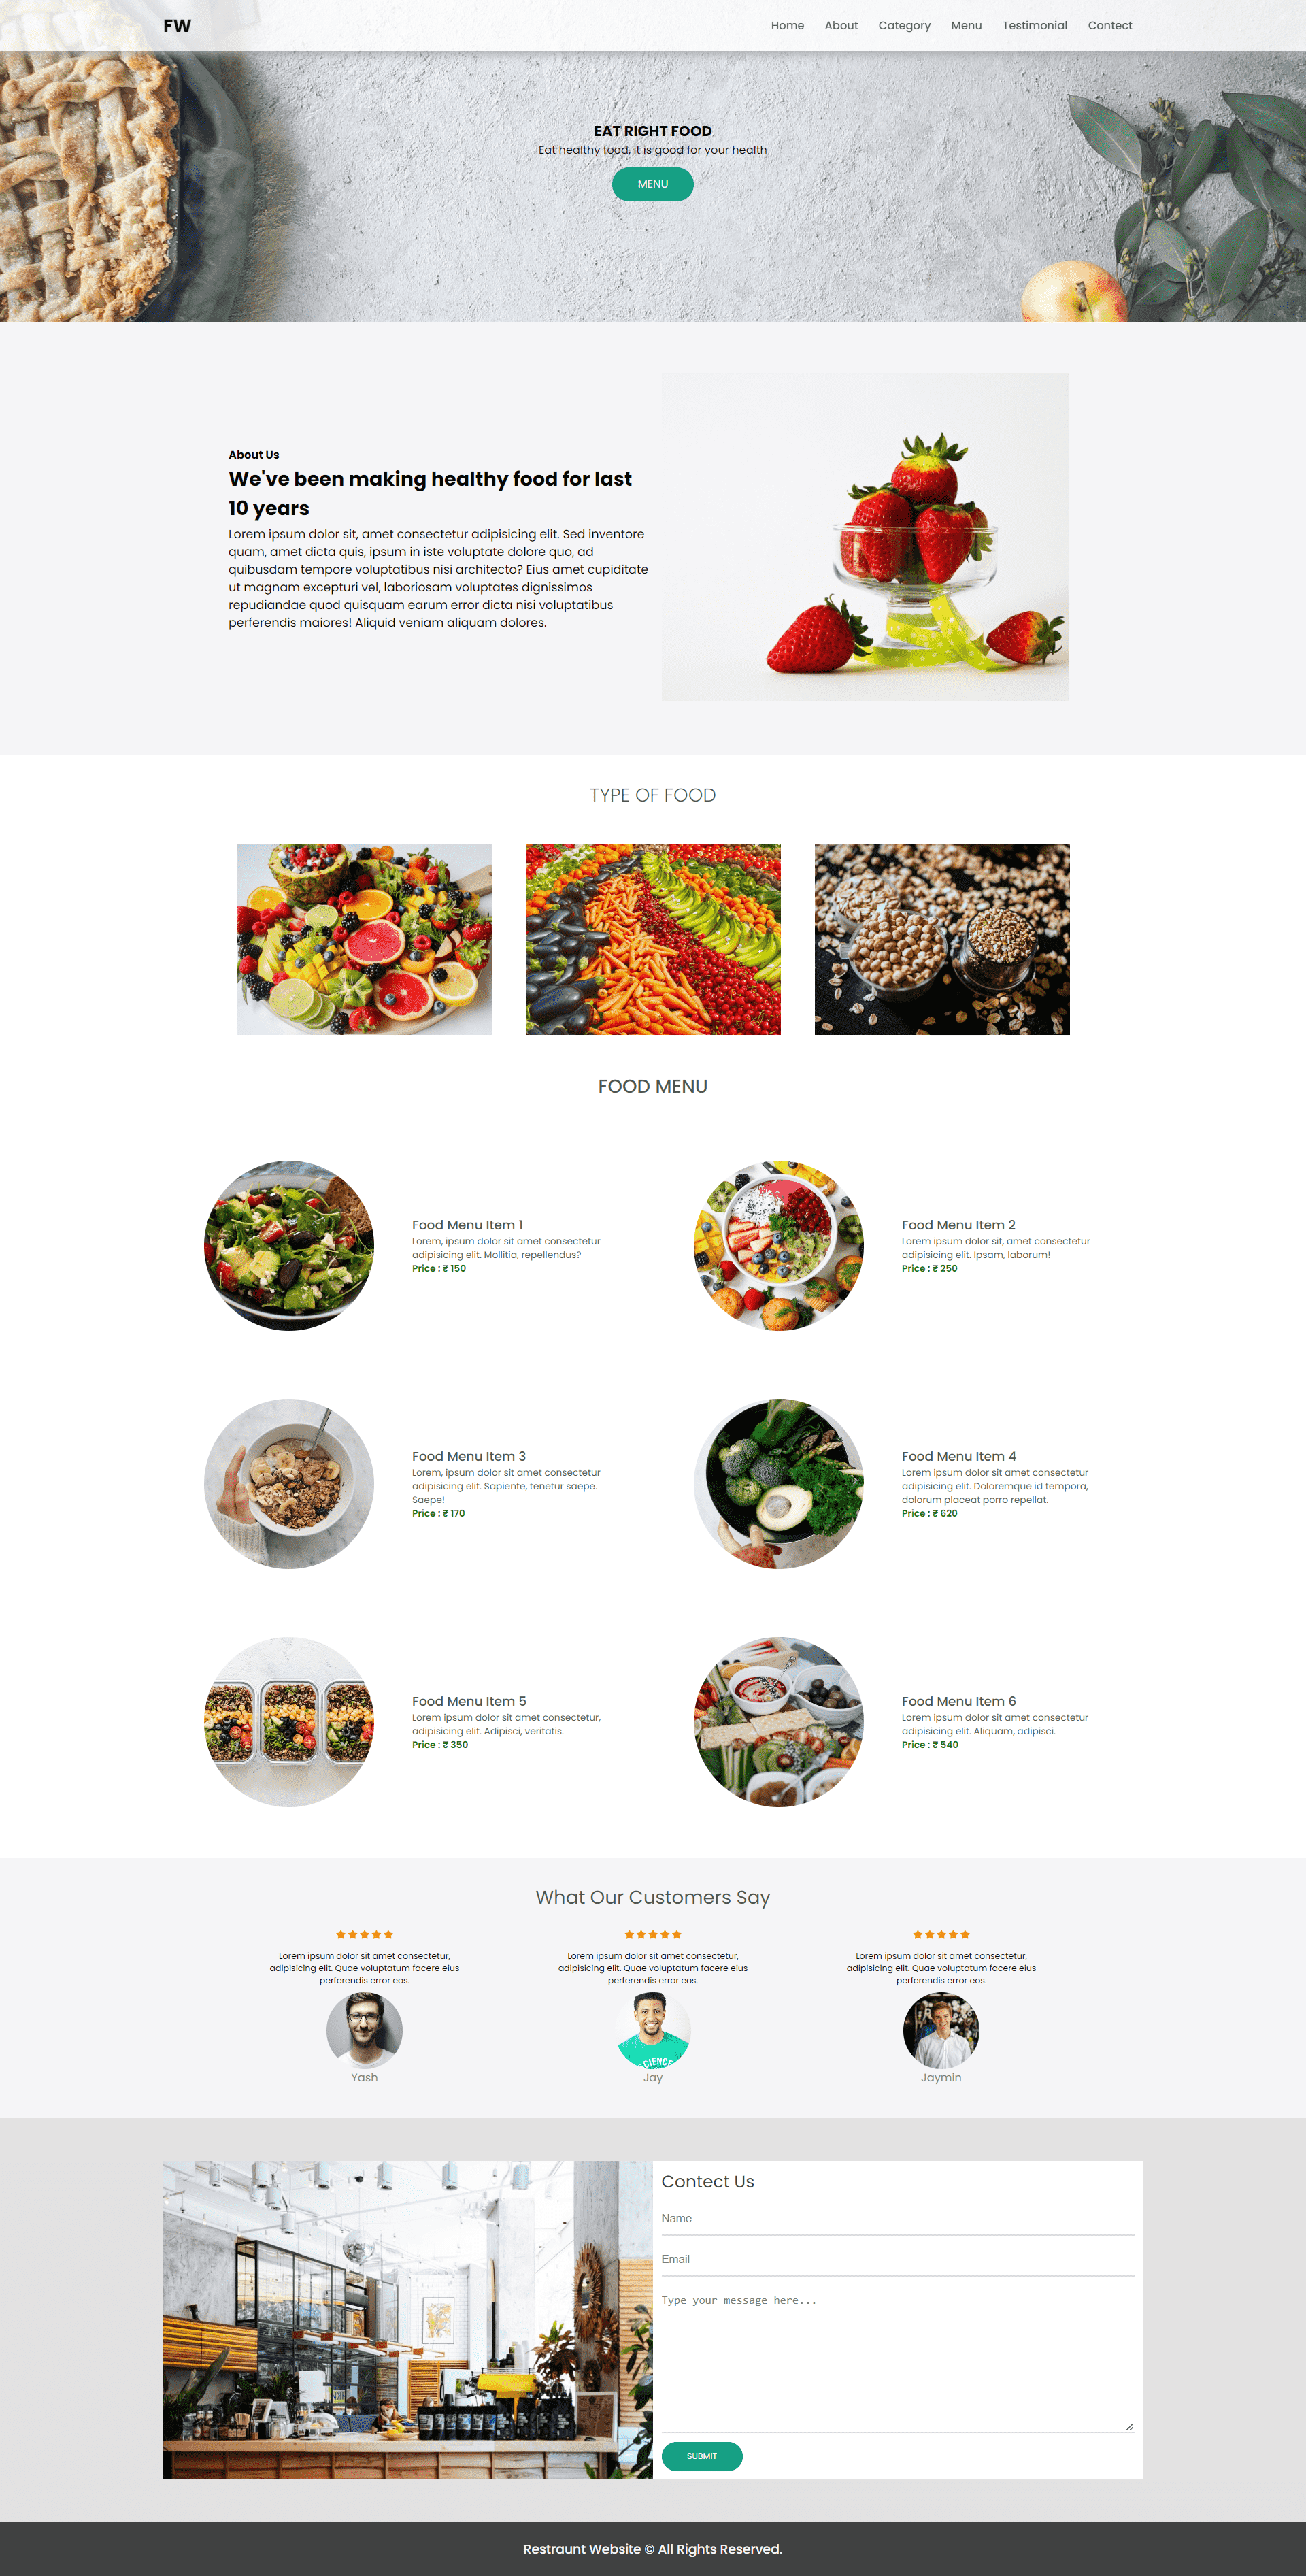 FW
Home About Category Menu Testimonial Contect
EAT RIGHT FOOD
Eat healthy food, it is good for your health
MENU
About Us
We've been making healthy food for last
10 years
Lorem ipsum dolor sit, amet consectetur adipisicing elit. Sed inventore
quam, amet dicta quis, ipsum in iste voluptate dolore quo, ad
quibusdam tempore voluptatibus nisi architecto? Eius amet cupiditate
ut magnam excepturi vel, laboriosam voluptates dignissimos
repudiandae quod quisquam earum error dicta nisi voluptatibus
perferendis maiores! Aliquid veniam aliquam dolores.
TYPE OF FOOD
FOOD MENU
Food Menu Item 1
Lorem, ipsum dolor sit amet consectetur
adipisicing elit. Mollitia, repellendus?
Price : ₹ 150
Food Menu Item 2
Lorem ipsum dolor sit, amet consectetur
adipisicing elit. Ipsam, laborum!
Price : ₹ 250
Food Menu Item 3
Lorem, ipsum dolor sit amet consectetur
adipisicing elit. Sapiente, tenetur saepe.
Saepe!
Price : ₹ 170
Food Menu Item 4
Lorem ipsum dolor sit amet consectetur
adipisicing elit. Doloremque id tempora,
dolorum placeat porro repellat.
Price : ₹ 620
Food Menu Item 5
Lorem ipsum dolor sit amet consectetur,
adipisicing elit. Adipisci, veritatis.
Price : ₹ 350
Food Menu Item 6
Lorem ipsum dolor sit amet consectetur
adipisicing elit. Aliquam, adipisci.
Price : ₹ 540
What Our Customers Say
Lorem ipsum dolor sit amet consectetur,
adipisicing elit. Quae voluptatum facere eius
perferendis error eos.
Yash
Lorem ipsum dolor sit amet consectetur,
adipisicing elit. Quae voluptatum facere eius
perferendis error eos.
SCIENCE
Jay
Lorem ipsum dolor sit amet consectetur,
adipisicing elit. Quae voluptatum facere eius
perferendis error eos.
Jaymin
Contect Us
Name
Email
Type your message here...
SUBMIT
Restraunt Website © All Rights Reserved.